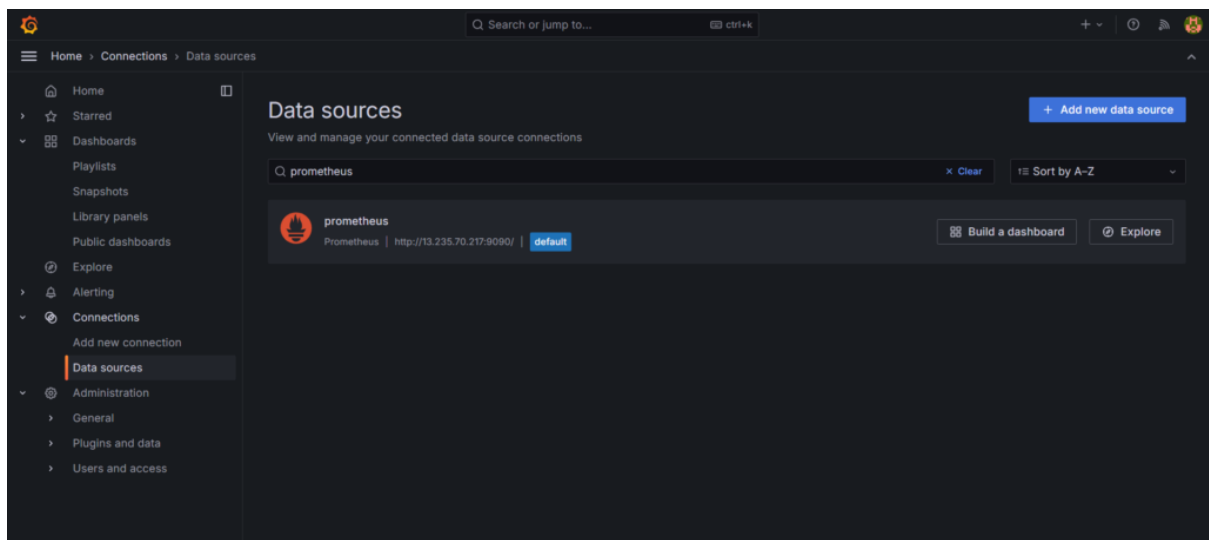 Search or jump to... ctrl+k
Home › Connections › Data sources
Home
Starred
Dashboards
Playlists
Snapshots
Library panels
Public dashboards
Explore
Alerting
Connections
Add new connection
Data sources
Administration
General
Plugins and data
Users and access
Data sources
+ Add new data source
View and manage your connected data source connections
prometheus
× Clear
Sort by A–Z
prometheus
Prometheus | http://13.235.70.217:9090/ | default
Build a dashboard
Explore